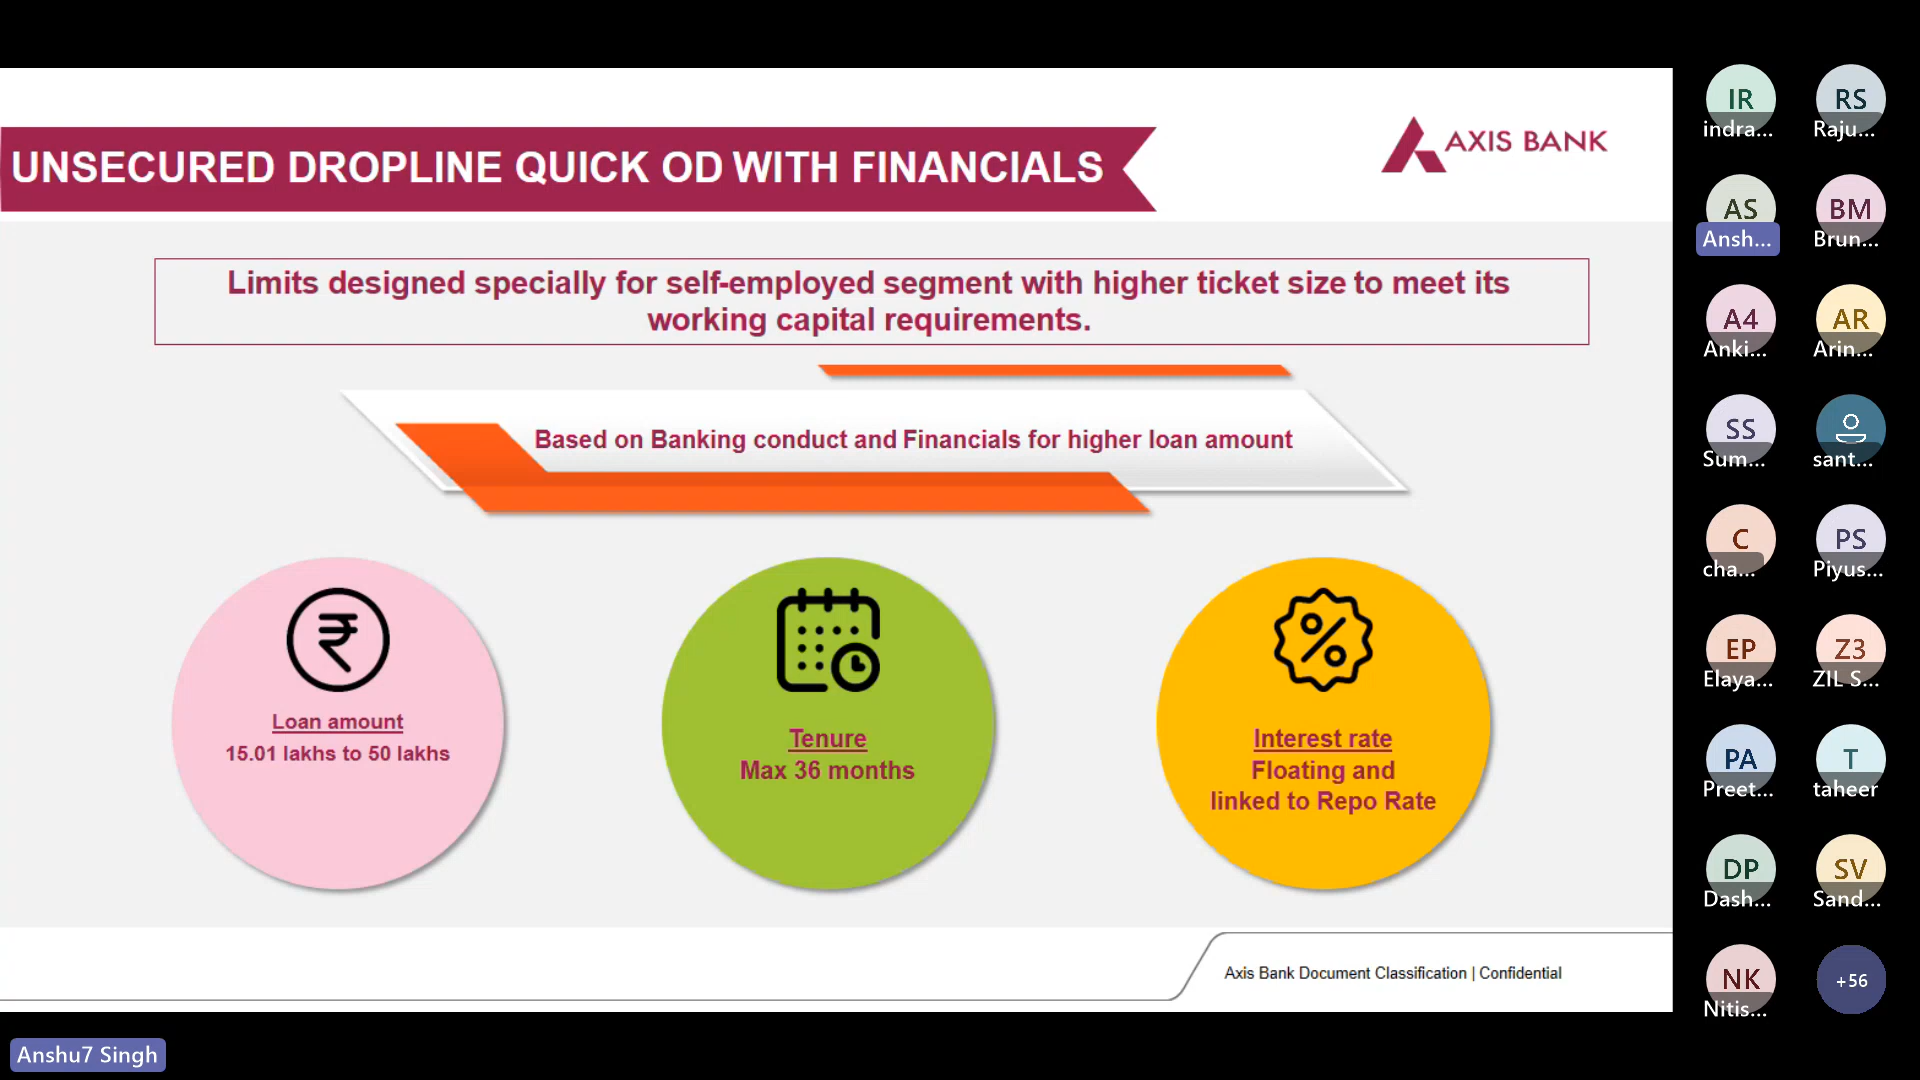 UNSECURED DROPLINE QUICK OD WITH FINANCIALS
AXIS BANK
Limits designed specially for self-employed segment with higher ticket size to meet its
working capital requirements.
Based on Banking conduct and Financials for higher loan amount
₹
Loan amount
15.01 lakhs to 50 lakhs
Tenure
Max 36 months
%
Interest rate
Floating and
linked to Repo Rate
Axis Bank Document Classification | Confidential
Anshu7 Singh
IR
indra...
RS
Raju...
AS
Ansh...
BM
Brun...
A4
Anki...
AR
Arin...
SS
Sum...
sant...
C
cha...
PS
Piyus...
EP
Elaya...
Z3
ZIL S...
PA
Preet...
T
taheer
DP
Dash...
SV
Sand...
NK
Nitis...
+56